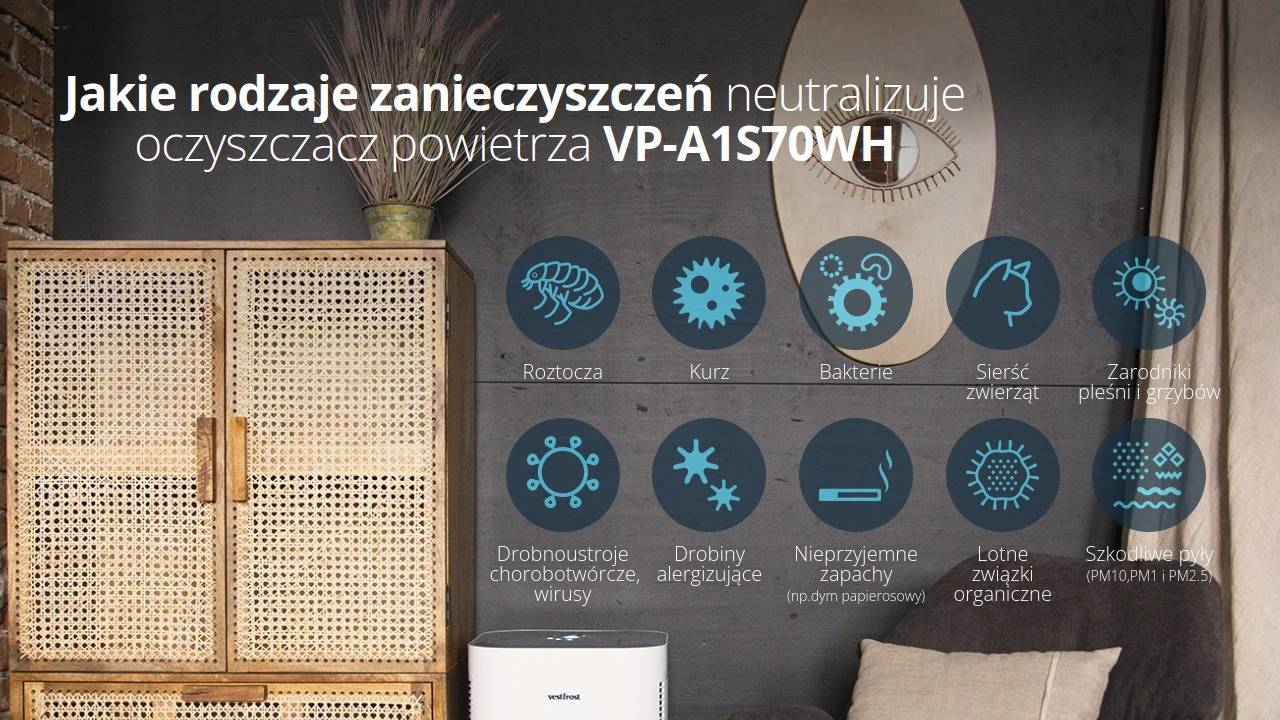 Jakie rodzaje zanieczyszczeń neutralizuje
oczyszczacz powietrza VP-A1S70WH
Roztocza
Kurz
Bakterie
Sierść
zwierząt
Zarodniki
pleśni i grzybów
Drobnoustroje
chorobotwórcze,
wirusy
Drobiny
alergizujące
Nieprzyjemne
zapachy
(np.dym papierosowy)
Lotne
związki
organiczne
Szkodliwe pyły
(PM10,PM1 i PM2.5)
vestfrost